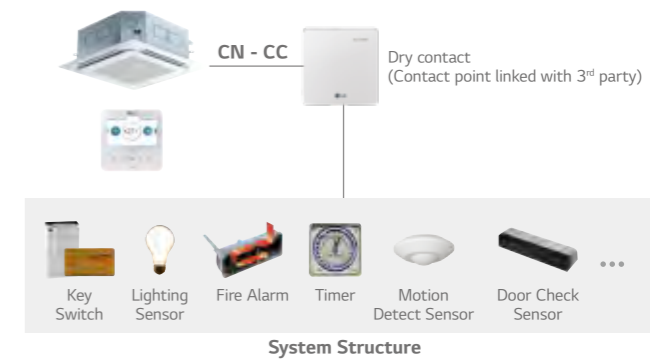 CN - CC
Dry contact
(Contact point linked with 3rd party)
LG
Key
Switch
Lighting
Sensor
Fire Alarm
Timer
Motion
Detect Sensor
Door Check
Sensor
System Structure